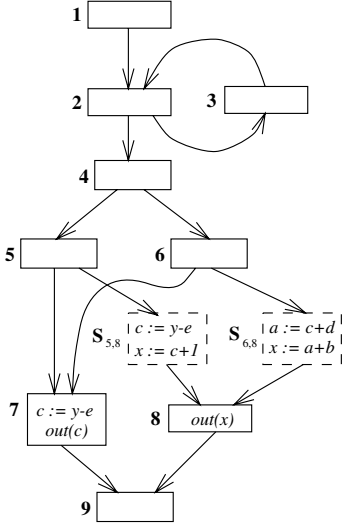 1
2
3
4
5
6
S5,8
c := y-e
x := c+1
S6,8
a := c+d
x := a+b
7
c := y-e
out(c)
8
out(x)
9